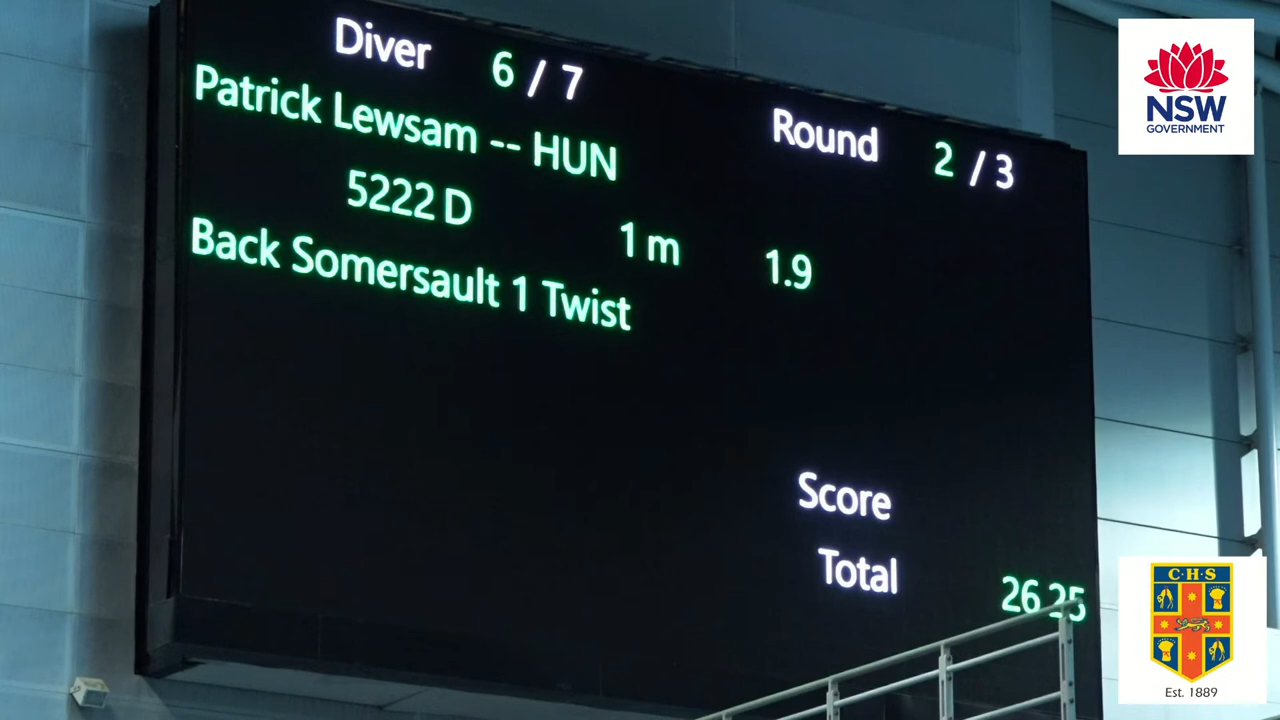 Diver 6 / 7
Patrick Lewsam -- HUN
Round 2 / 3
5222 D 1 m 1.9
Back Somersault 1 Twist
Score
Total 26.25
NSW
GOVERNMENT
C·H·S
Est. 1889